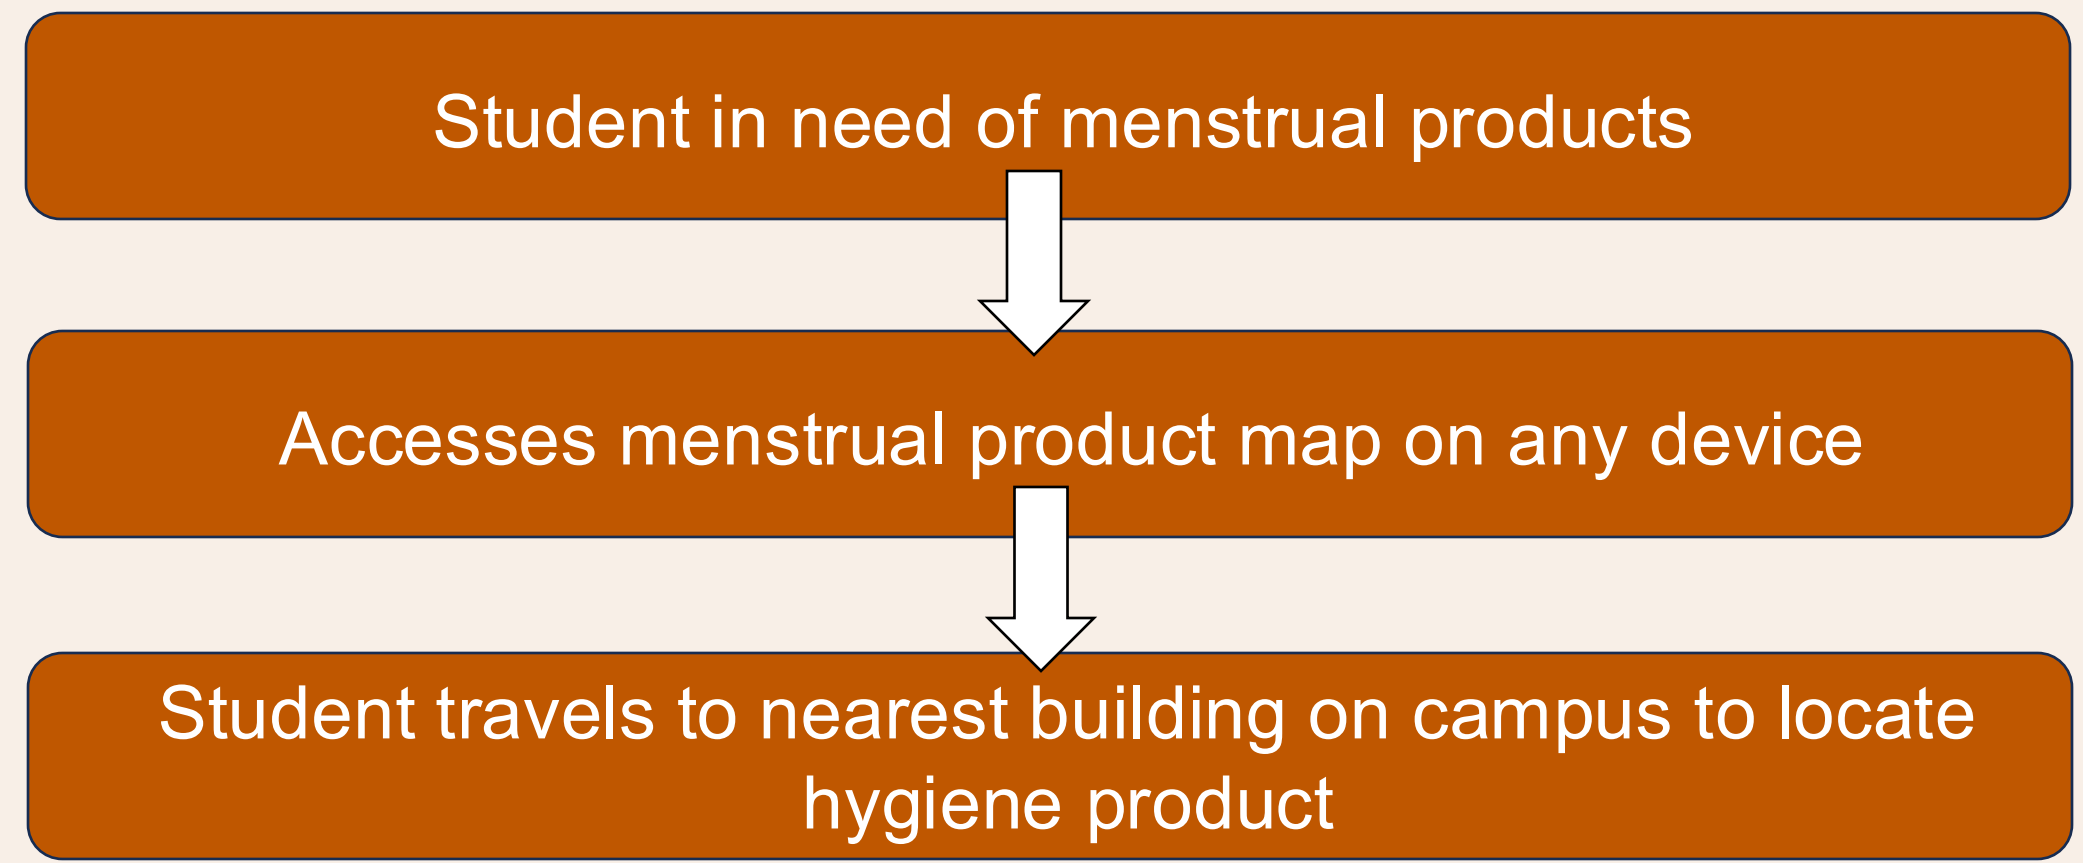 Student in need of menstrual products
Accesses menstrual product map on any device
Student travels to nearest building on campus to locate
hygiene product